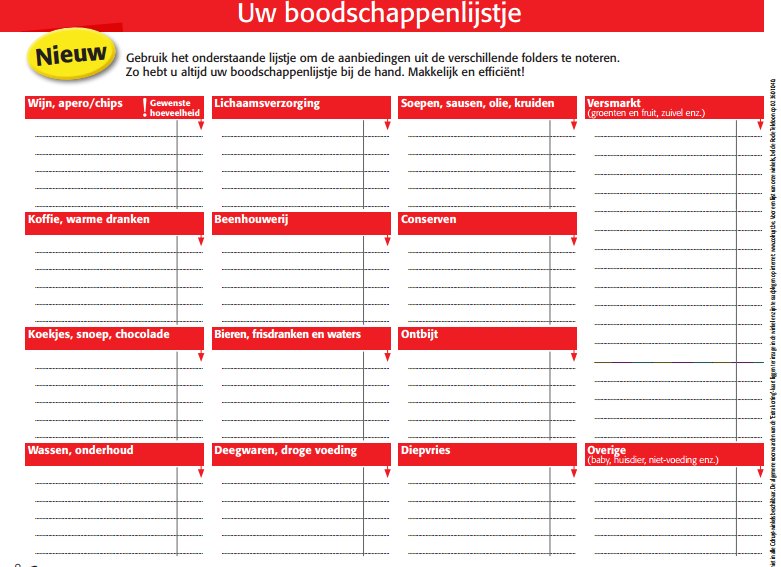 Uw boodschappenlijstje
Nieuw
Gebruik het onderstaande lijstje om de aanbiedingen uit de verschillende folders te noteren.
Zo hebt u altijd uw boodschappenlijstje bij de hand. Makkelijk en efficiënt!
Wijn, apero/chips
! Gewenste
hoeveelheid
Lichaamsverzorging
Soepen, sausen, olie, kruiden
Versmarkt
(groenten en fruit, zuivel enz.)
Koffie, warme dranken
Beenhouwerij
Conserven
Koekjes, snoep, chocolade
Bieren, frisdranken en waters
Ontbijt
Wassen, onderhoud
Deegwaren, droge voeding
Diepvries
Overige
(baby, huisdier, niet-voeding enz.)